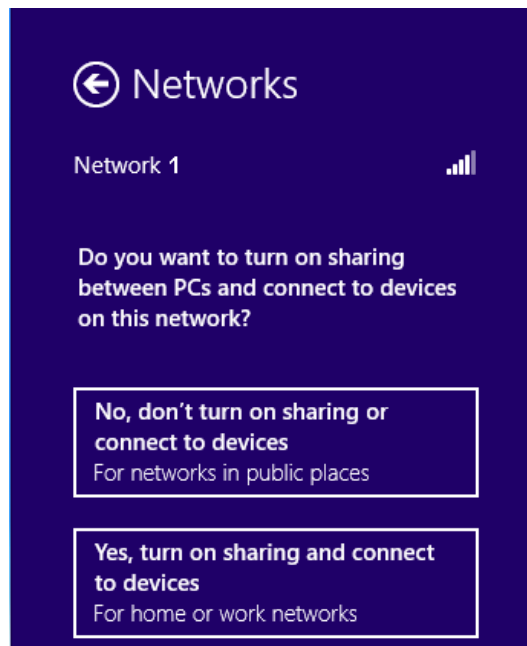 Networks
Network 1
Do you want to turn on sharing
between PCs and connect to devices
on this network?
No, don't turn on sharing or
connect to devices
For networks in public places
Yes, turn on sharing and connect
to devices
For home or work networks